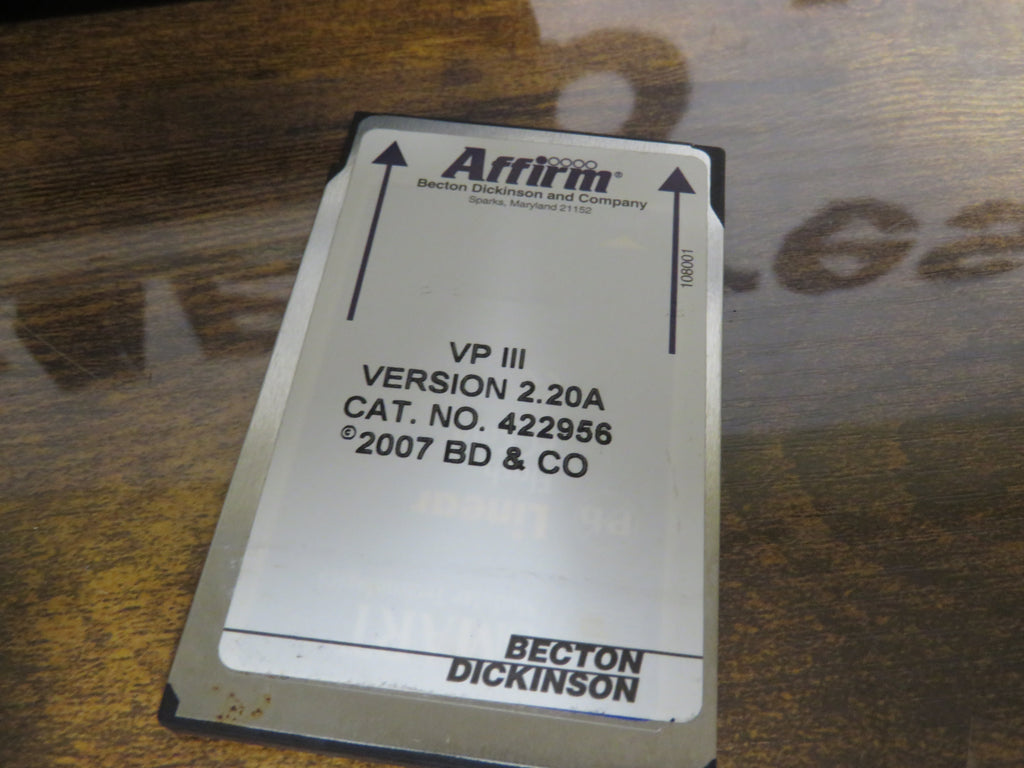 Affirm®
Becton Dickinson and Company
Sparks, Maryland 21152
108001
VP III
VERSION 2.20A
CAT. NO. 422956
©2007 BD & CO
BECTON
DICKINSON